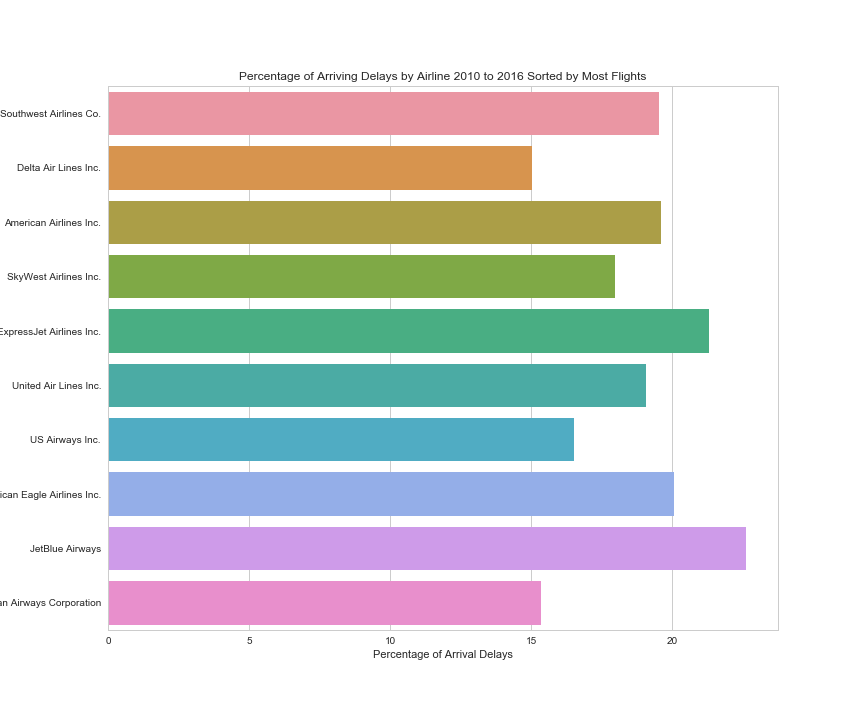 Percentage of Arriving Delays by Airline 2010 to 2016 Sorted by Most Flights
Southwest Airlines Co.
Delta Air Lines Inc.
American Airlines Inc.
SkyWest Airlines Inc.
ExpressJet Airlines Inc.
United Air Lines Inc.
US Airways Inc.
ican Eagle Airlines Inc.
JetBlue Airways
an Airways Corporation
0 5 10 15 20
Percentage of Arrival Delays